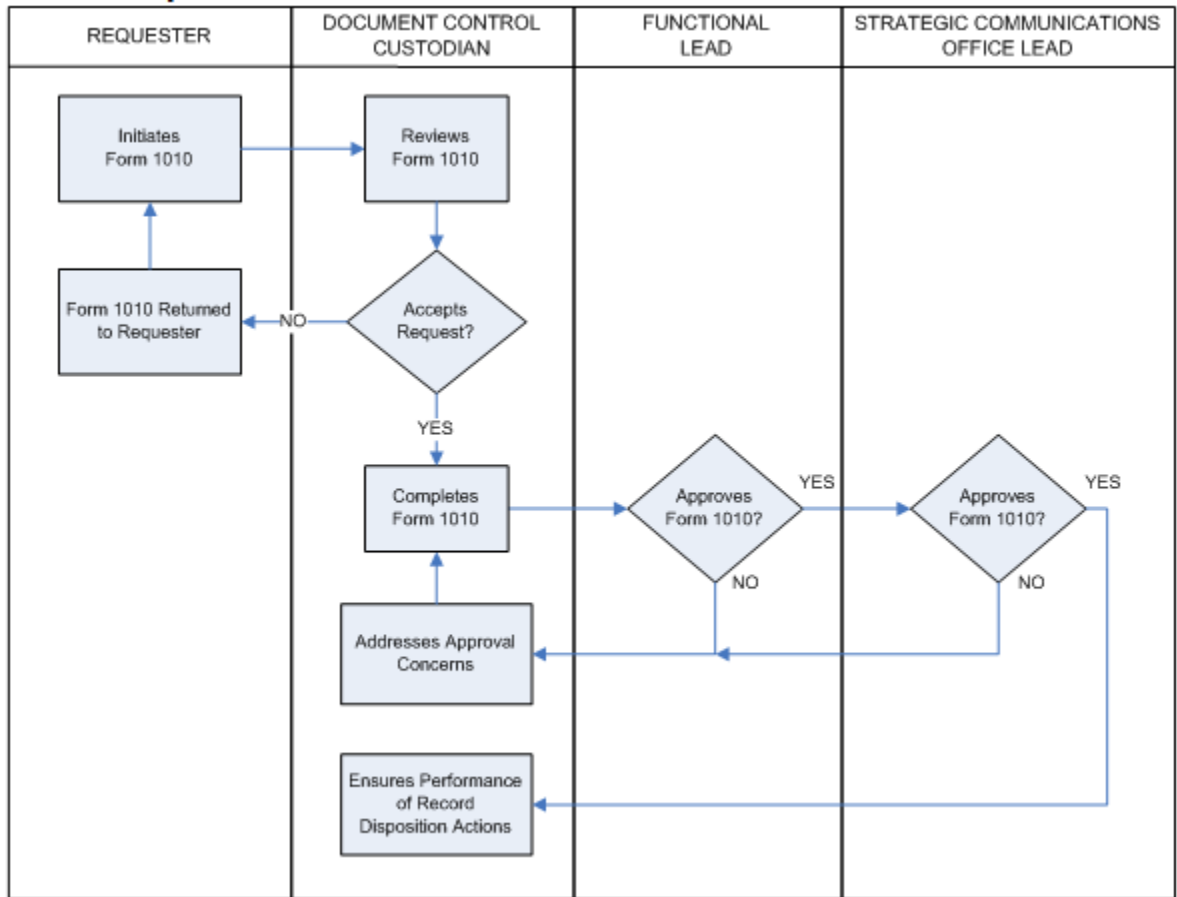 REQUESTER
DOCUMENT CONTROL
CUSTODIAN
FUNCTIONAL
LEAD
STRATEGIC COMMUNICATIONS
OFFICE LEAD
Initiates
Form 1010
Reviews
Form 1010
Form 1010 Returned
to Requester
NO
Accepts
Request?
YES
Completes
Form 1010
Approves
Form 1010?
YES
NO
Approves
Form 1010?
YES
NO
Addresses Approval
Concerns
Ensures Performance
of Record
Disposition Actions